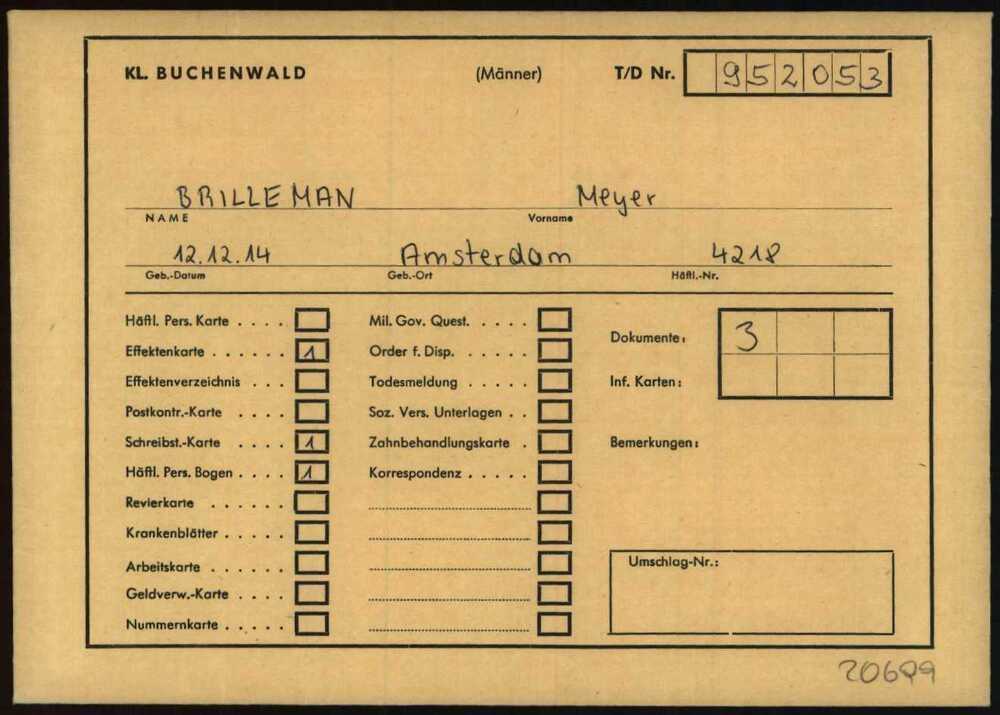 KL. BUCHENWALD (Männer) T/D Nr. 952053
BRILLEMAN Meyer
NAME Vorname
12.12.14 Amsterdam 4218
Geb.-Datum Geb.-Ort Häftl.-Nr.
Häftl. Pers. Karte . . . .
Effektenkarte . . . . . . 1
Effektenverzeichnis . . .
Postkontr.-Karte . . . .
Schreibst.-Karte . . . . 1
Häftl. Pers. Bogen . . . . 1
Revierkarte . . . . . .
Krankenblätter . . . . .
Arbeitskarte . . . . . .
Geldverw.-Karte . . . .
Nummernkarte . . . . .
Mil. Gov. Quest. . . . . .
Order f. Disp. . . . . . .
Todesmeldung . . . . .
Soz. Vers. Unterlagen . .
Zahnbehandlungskarte .
Korrespondenz . . . . .
Dokumente: 3
Inf. Karten:
Bemerkungen:
Umschlag-Nr.:
20699